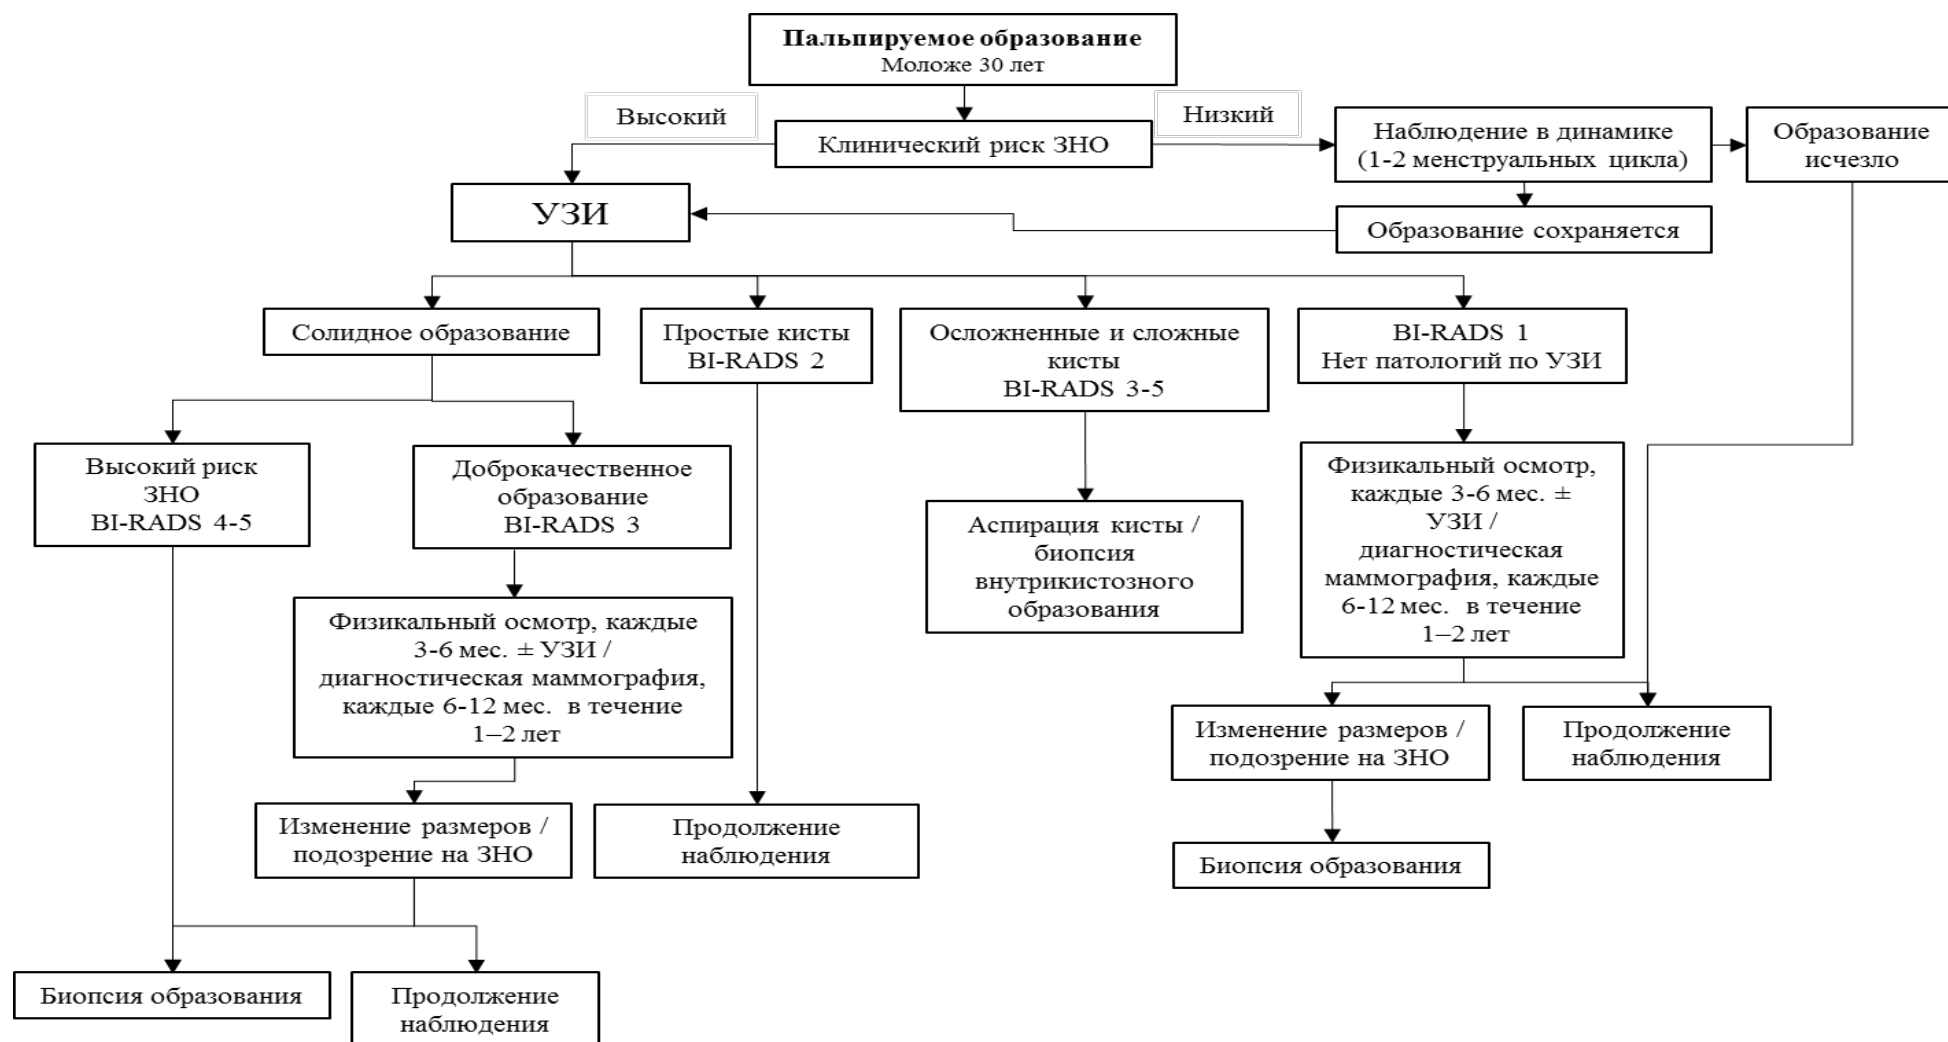 Пальпируемое образование
Моложе 30 лет
Высокий
Низкий
Клинический риск ЗНО
Наблюдение в динамике
(1-2 менструальных цикла)
Образование
исчезло
УЗИ
Образование сохраняется
Солидное образование
Простые кисты
BI-RADS 2
Осложненные и сложные
кисты
BI-RADS 3-5
BI-RADS 1
Нет патологий по УЗИ
Высокий риск
ЗНО
BI-RADS 4-5
Доброкачественное
образование
BI-RADS 3
Аспирация кисты /
биопсия
внутрикистозного
образования
Физикальный осмотр,
каждые 3-6 мес. ±
УЗИ /
диагностическая
маммография, каждые
6-12 мес. в течение
1–2 лет
Физикальный осмотр, каждые
3-6 мес. ± УЗИ /
диагностическая маммография,
каждые 6-12 мес. в течение
1–2 лет
Изменение размеров /
подозрение на ЗНО
Продолжение
наблюдения
Изменение размеров /
подозрение на ЗНО
Продолжение
наблюдения
Биопсия образования
Биопсия образования
Продолжение
наблюдения